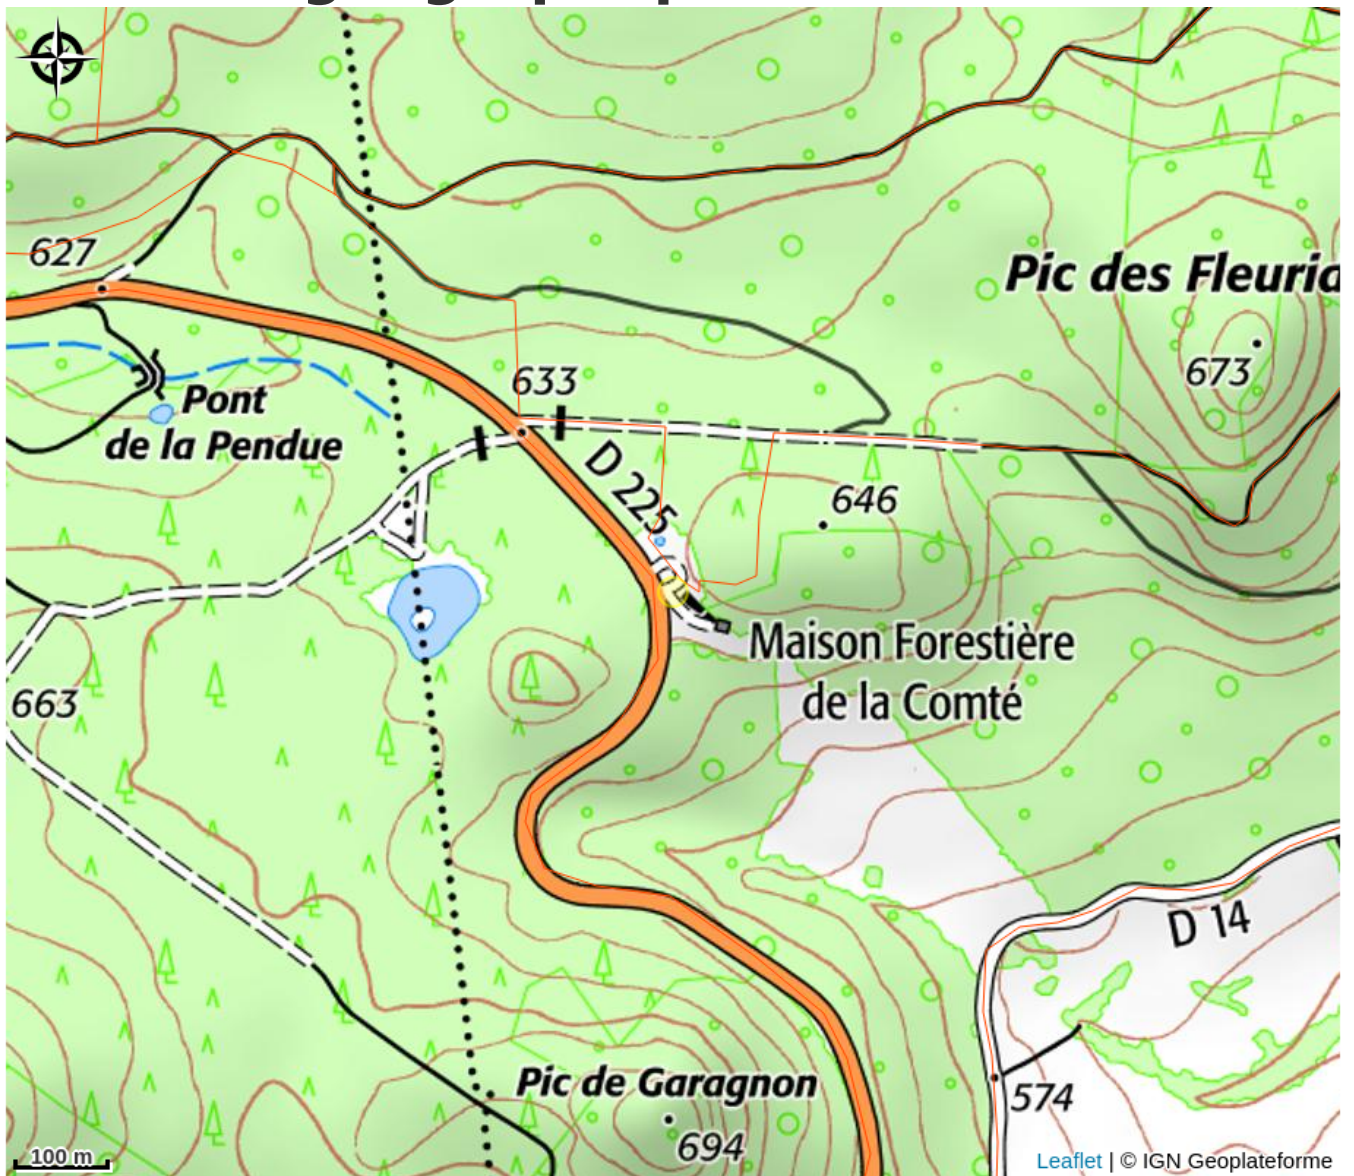 627
Pic des Fleuria
673
633
Pont
de la Pendue
D 225
646
Maison Forestière
de la Comté
663
D 14
Pic de Garagnon
694
574
100 m
Leaflet | © IGN Geoplateforme